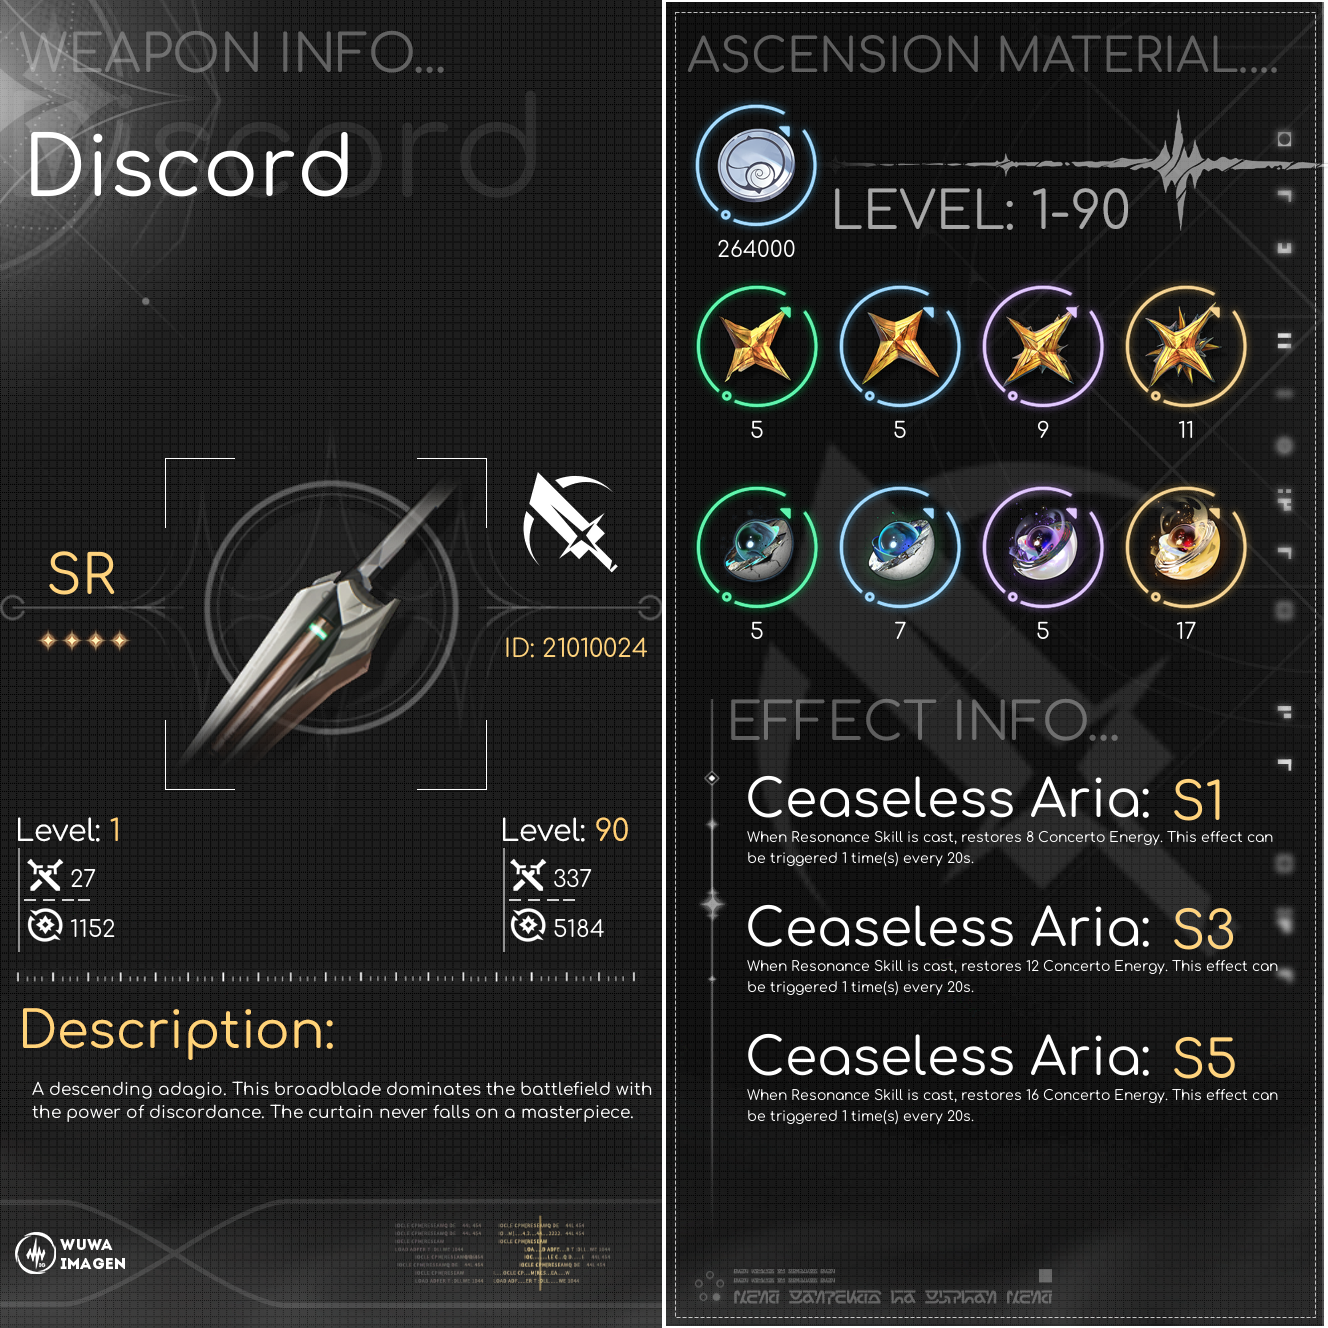 WEAPON INFO...
Discord
SR
ID: 21010024
Level: 1
27
1152
Level: 90
337
5184
Description:
A descending adagio. This broadblade dominates the battlefield with
the power of discordance. The curtain never falls on a masterpiece.
WUWA
IMAGEN
ASCENSION MATERIAL....
LEVEL: 1-90
264000
5 5 9 11
5 7 5 17
EFFECT INFO...
Ceaseless Aria: S1
When Resonance Skill is cast, restores 8 Concerto Energy. This effect can
be triggered 1 time(s) every 20s.
Ceaseless Aria: S3
When Resonance Skill is cast, restores 12 Concerto Energy. This effect can
be triggered 1 time(s) every 20s.
Ceaseless Aria: S5
When Resonance Skill is cast, restores 16 Concerto Energy. This effect can
be triggered 1 time(s) every 20s.